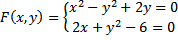 F(x,y)={x² − y² + 2y = 0
2x + y² − 6 = 0